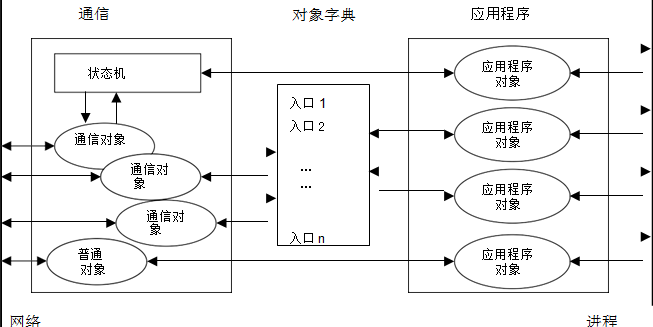 通信
对象字典
应用程序
状态机
通信对象
通信对
象
通信对
象
普通
对象
入口 1
入口 2
...
...
入口 n
应用程序
对象
应用程序
对象
应用程序
对象
应用程序
对象
网络
进程